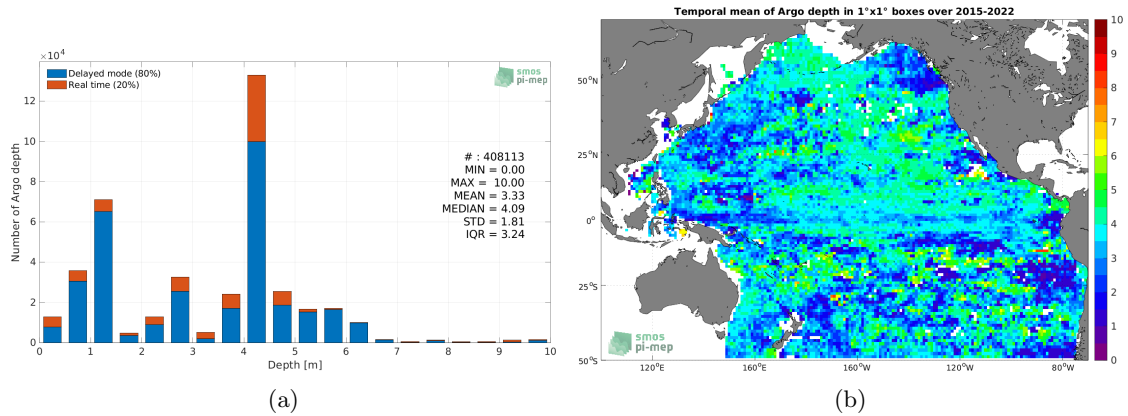 ×10⁴
Delayed mode (80%)
Real time (20%)
smos
pi-mep
# : 408113
MIN = 0.00
MAX = 10.00
MEAN = 3.33
MEDIAN = 4.09
STD = 1.81
IQR = 3.24
Number of Argo depth
12
10
8
6
4
2
0
0 1 2 3 4 5 6 7 8 9 10
Depth [m]
(a)
Temporal mean of Argo depth in 1°x1° boxes over 2015-2022
50°N
25°N
0°
25°S
50°S
120°E 160°E 160°W 120°W 80°W
smos
pi-mep
10
9
8
7
6
5
4
3
2
1
0
(b)